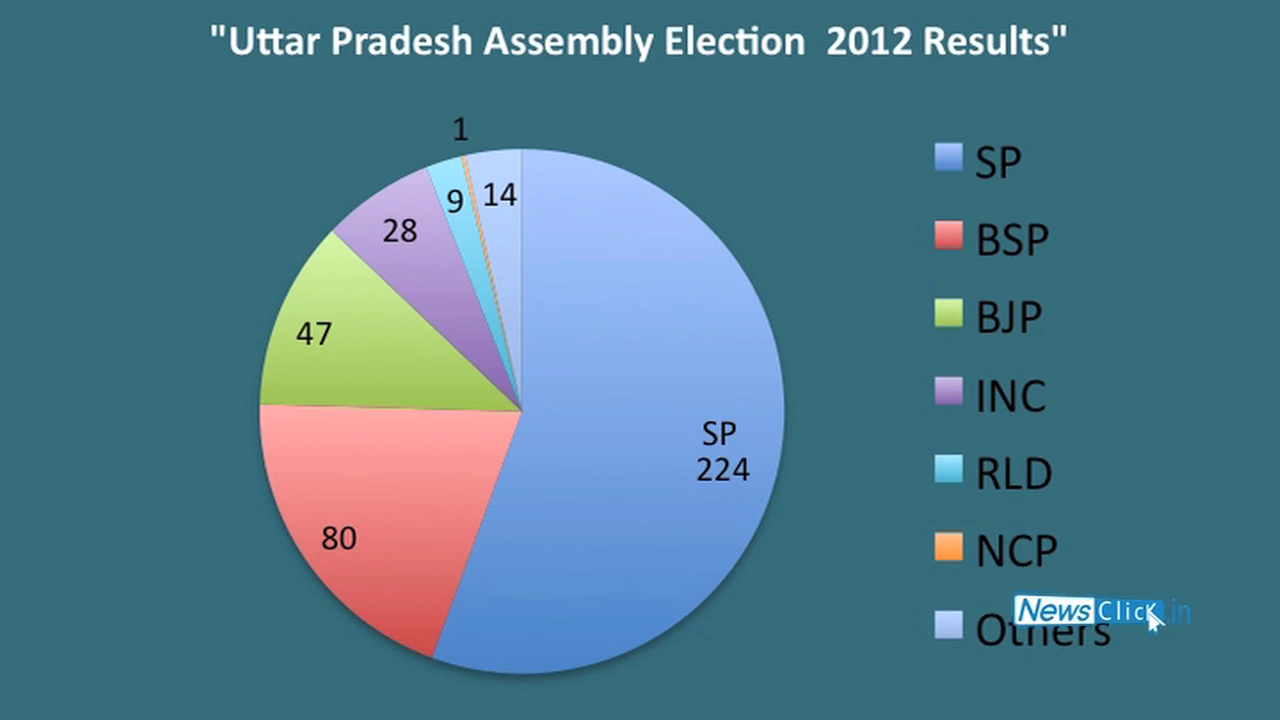 "Uttar Pradesh Assembly Election  2012 Results"
1
9
14
28
47
80
SP
224
SP
BSP
BJP
INC
RLD
NCP
Others
NewsClick.in